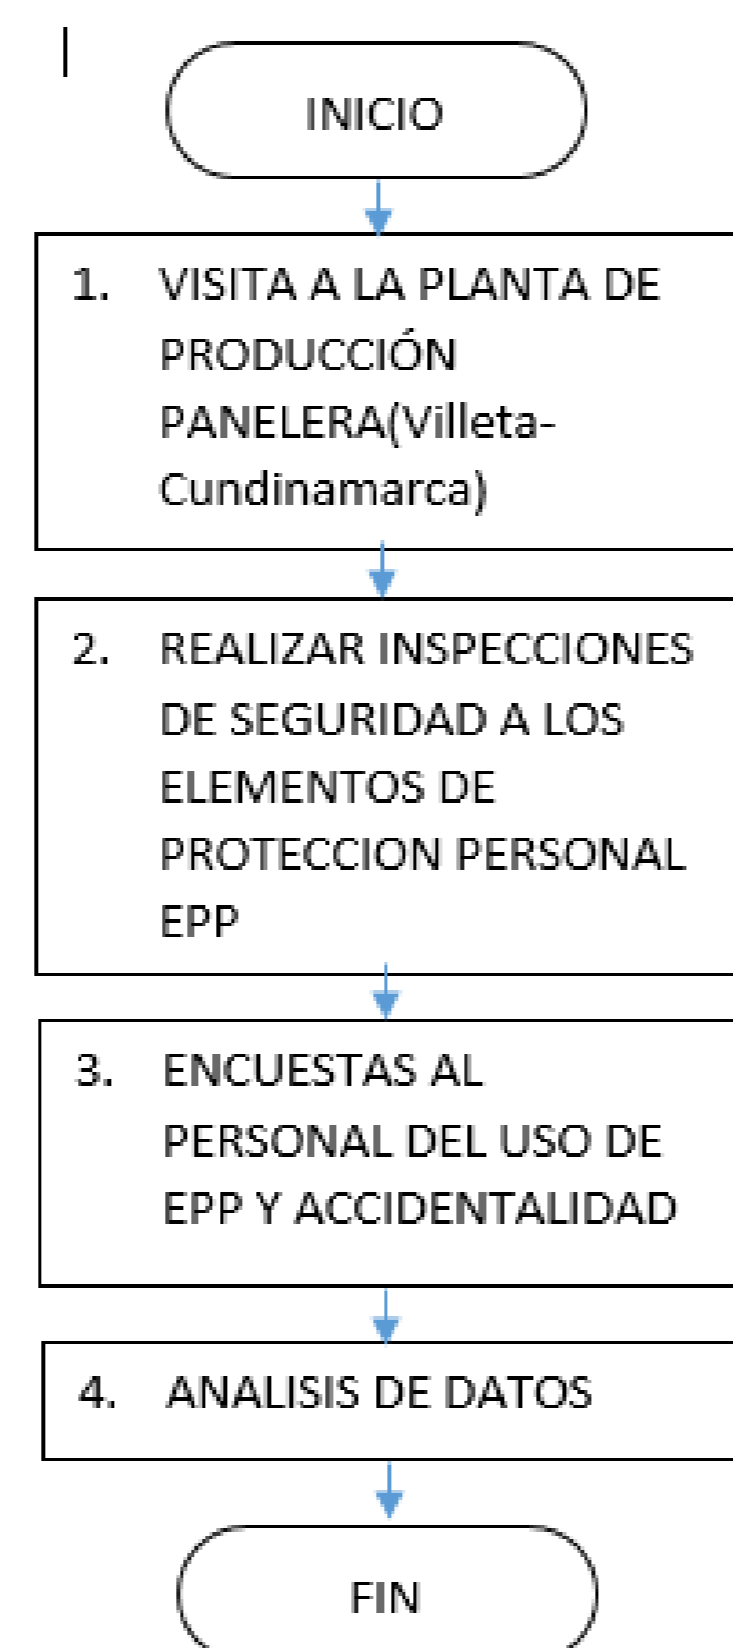 INICIO
1. VISITA A LA PLANTA DE
PRODUCCIÓN
PANELERA(Villeta-
Cundinamarca)
2. REALIZAR INSPECCIONES
DE SEGURIDAD A LOS
ELEMENTOS DE
PROTECCION PERSONAL
EPP
3. ENCUESTAS AL
PERSONAL DEL USO DE
EPP Y ACCIDENTALIDAD
4. ANALISIS DE DATOS
FIN